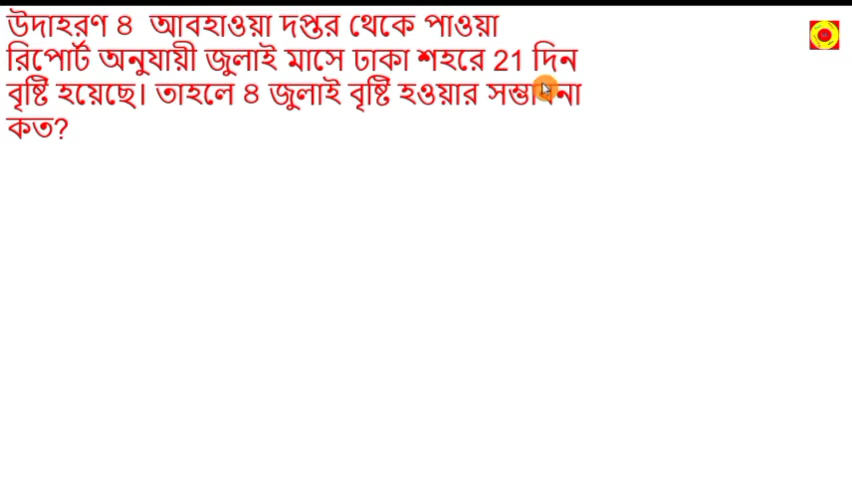 উদাহরণ ৪ আবহাওয়া দপ্তর থেকে পাওয়া
রিপোর্ট অনুযায়ী জুলাই মাসে ঢাকা শহরে 21 দিন
বৃষ্টি হয়েছে। তাহলে ৪ জুলাই বৃষ্টি হওয়ার সম্ভাবনা
কত?